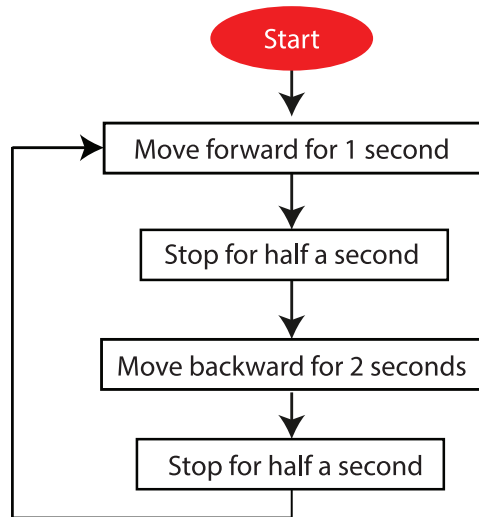 Start
Move forward for 1 second
Stop for half a second
Move backward for 2 seconds
Stop for half a second